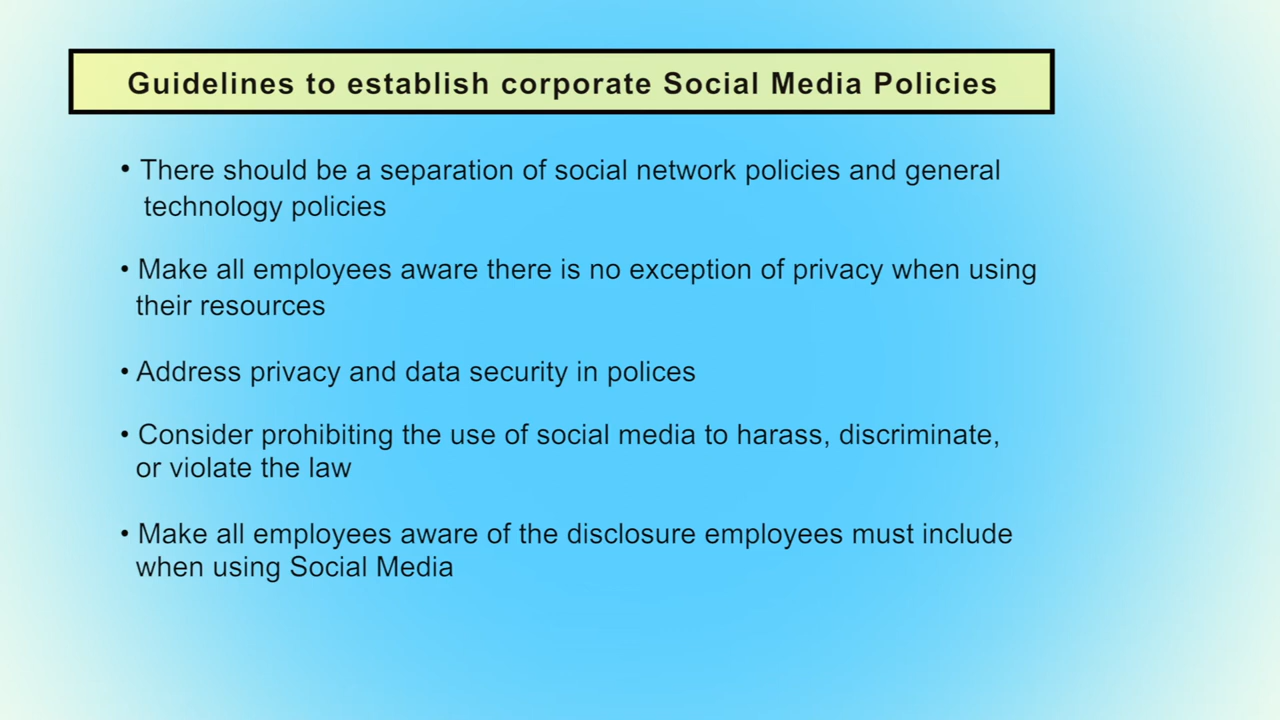 Guidelines to establish corporate Social Media Policies
• There should be a separation of social network policies and general
technology policies
• Make all employees aware there is no exception of privacy when using
their resources
• Address privacy and data security in polices
• Consider prohibiting the use of social media to harass, discriminate,
or violate the law
• Make all employees aware of the disclosure employees must include
when using Social Media